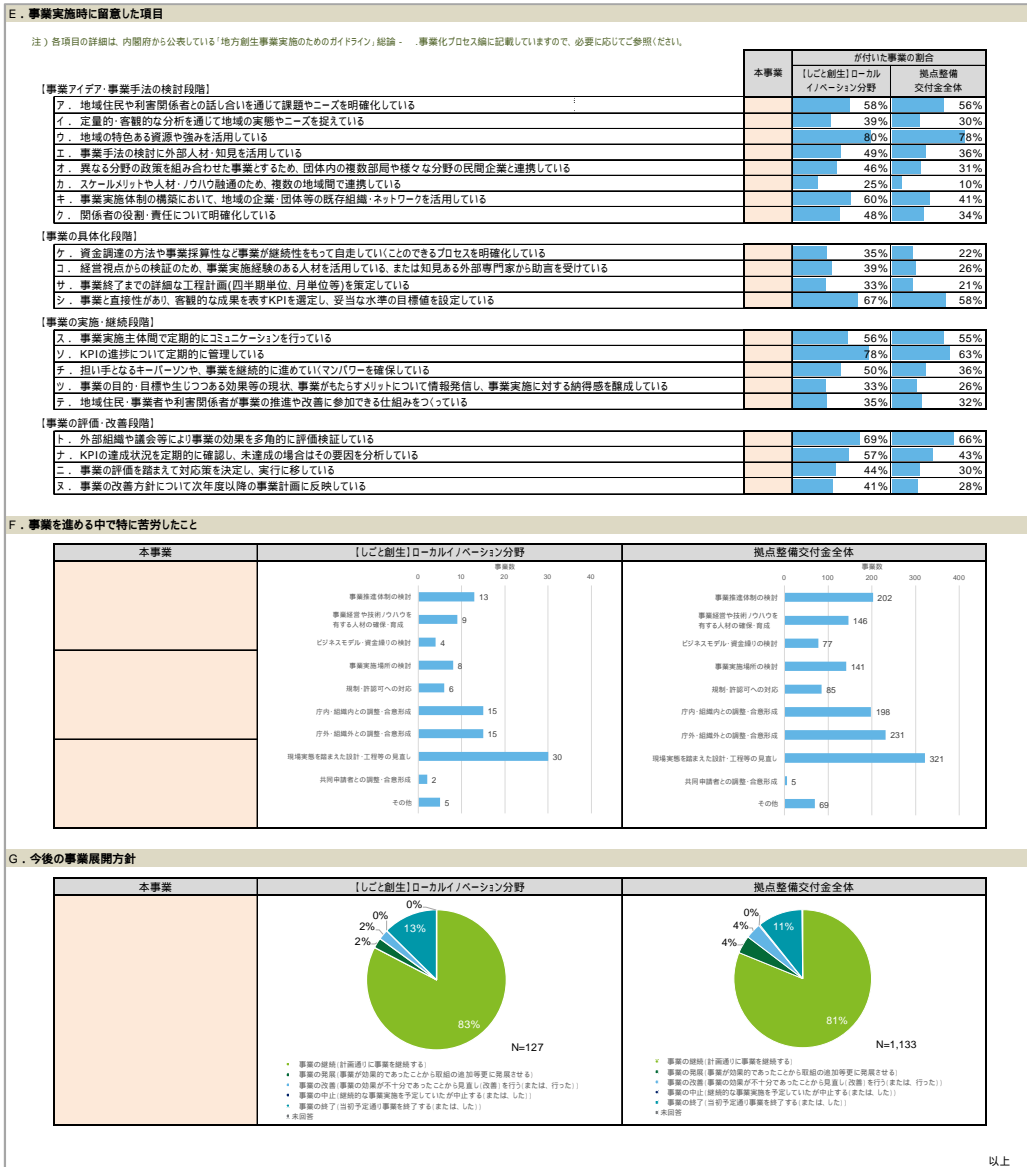 E．事業実施時に留意した項目
注）各項目の詳細は、内閣府から公表している「地方創生事業実施のためのガイドライン」総論 - .事業化プロセス編に記載していますので、必要に応じてご参照ください。
本事業
が付いた事業の割合
【しごと創生】ローカルイノベーション分野
拠点整備交付金全体
【事業アイデア・事業手法の検討段階】
ア． 地域住民や利害関係者との話し合いを通じて課題やニーズを明確化している 58% 56%
イ． 定量的・客観的な分析を通じて地域の実態やニーズを捉えている 39% 30%
ウ． 地域の特色ある資源や強みを活用している 80% 78%
エ． 事業手法の検討に外部人材・知見を活用している 49% 36%
オ． 異なる分野の政策を組み合わせた事業とするため、団体内の複数部局や様々な分野の民間企業と連携している 46% 31%
カ． スケールメリットや人材・ノウハウ融通のため、複数の地域間で連携している 25% 10%
キ． 事業実施体制の構築において、地域の企業・団体等の既存組織・ネットワークを活用している 60% 41%
ク． 関係者の役割・責任について明確化している 48% 34%
【事業の具体化段階】
ケ． 資金調達の方法や事業採算性など事業が継続性をもって自走していくことのできるプロセスを明確化している 35% 22%
コ． 経営視点からの検証のため、事業実施経験のある人材を活用している、または知見ある外部専門家から助言を受けている 39% 26%
サ． 事業終了までの詳細な工程計画(四半期単位、月単位等)を策定している 33% 21%
シ． 事業と直接性があり、客観的な成果を表すKPIを選定し、妥当な水準の目標値を設定している 67% 58%
【事業の実施・継続段階】
ス． 事業実施主体間で定期的にコミュニケーションを行っている 56% 55%
ソ． KPIの進捗について定期的に管理している 78% 63%
チ． 担い手となるキーパーソンや、事業を継続的に進めていくマンパワーを確保している 50% 36%
ツ． 事業の目的・目標や生じつつある効果等の現状、事業がもたらすメリットについて情報発信し、事業実施に対する納得感を醸成している 33% 26%
テ． 地域住民・事業者や利害関係者が事業の推進や改善に参加できる仕組みをつくっている 35% 32%
【事業の評価・改善段階】
ト． 外部組織や議会等により事業の効果を多角的に評価検証している 69% 66%
ナ． KPIの達成状況を定期的に確認し、未達成の場合はその要因を分析している 57% 43%
ニ． 事業の評価を踏まえて対応策を決定し、実行に移している 44% 30%
ヌ． 事業の改善方針について次年度以降の事業計画に反映している 41% 28%
F．事業を進める中で特に苦労したこと
本事業
【しごと創生】ローカルイノベーション分野
拠点整備交付金全体
事業数
0 10 20 30 40
事業推進体制の検討 13
事業経営や技術ノウハウを
有する人材の確保・育成 9
ビジネスモデル・資金繰りの検討 4
事業実施場所の検討 8
規制・許認可への対応 6
庁内・組織内との調整・合意形成 15
庁外・組織外との調整・合意形成 15
現場実態を踏まえた設計・工程等の見直し 30
共同申請者との調整・合意形成 2
その他 5
事業数
0 100 200 300 400
事業推進体制の検討 202
事業経営や技術ノウハウを
有する人材の確保・育成 146
ビジネスモデル・資金繰りの検討 77
事業実施場所の検討 141
規制・許認可への対応 85
庁内・組織内との調整・合意形成 198
庁外・組織外との調整・合意形成 231
現場実態を踏まえた設計・工程等の見直し 321
共同申請者との調整・合意形成 5
その他 69
G．今後の事業展開方針
本事業
【しごと創生】ローカルイノベーション分野
拠点整備交付金全体
0%
0%
2%
2%
13%
83%
N=127
事業の継続(計画通りに事業を継続する)
事業の発展(事業が効果的であったことから取組の追加等更に発展させる)
事業の改善(事業の効果が不十分であったことから見直し(改善)を行う(または、行った))
事業の中止(継続的な事業実施を予定していたが中止する(または、した))
事業の終了(当初予定通り事業を終了する(または、した))
未回答
0%
4%
4%
11%
81%
N=1,133
事業の継続(計画通りに事業を継続する)
事業の発展(事業が効果的であったことから取組の追加等更に発展させる)
事業の改善(事業の効果が不十分であったことから見直し(改善)を行う(または、行った))
事業の中止(継続的な事業実施を予定していたが中止する(または、した))
事業の終了(当初予定通り事業を終了する(または、した))
未回答
以上